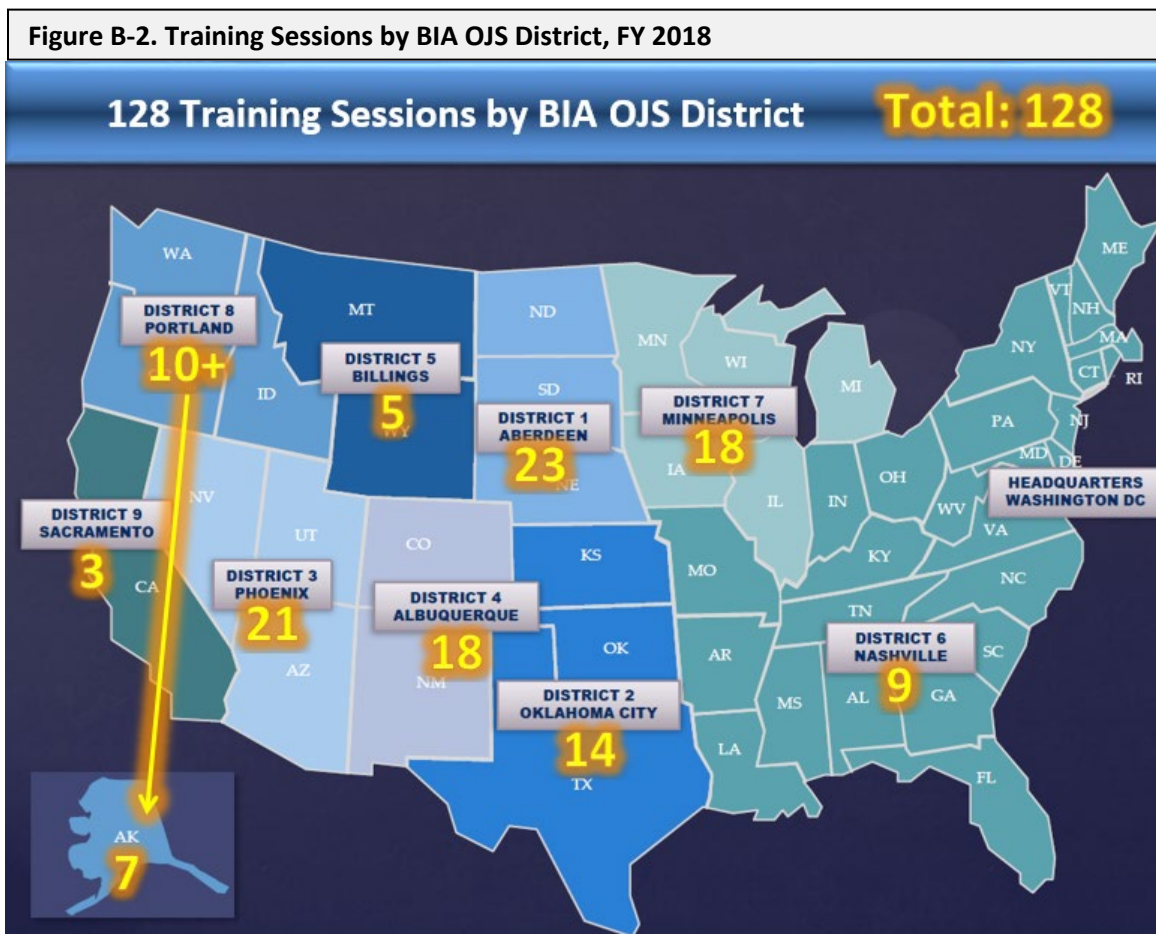 Figure B-2. Training Sessions by BIA OJS District, FY 2018
128 Training Sessions by BIA OJS District
Total: 128
WA
DISTRICT 8
PORTLAND
10+
ID
MT
DISTRICT 5
BILLINGS
5
WY
ND
SD
DISTRICT 1
ABERDEEN
23
NE
MN
WI
MI
DISTRICT 7
MINNEAPOLIS
18
IA
IL
IN
OH
ME
VT
NH
MA
NY
CT
RI
PA
NJ
MD
DE
HEADQUARTERS
WASHINGTON DC
WV
VA
KY
NC
TN
SC
DISTRICT 6
NASHVILLE
9
AL
GA
MS
FL
MO
AR
LA
KS
OK
DISTRICT 2
OKLAHOMA CITY
14
TX
CO
DISTRICT 4
ALBUQUERQUE
18
NM
NV
UT
DISTRICT 3
PHOENIX
21
AZ
DISTRICT 9
SACRAMENTO
3
CA
AK
7